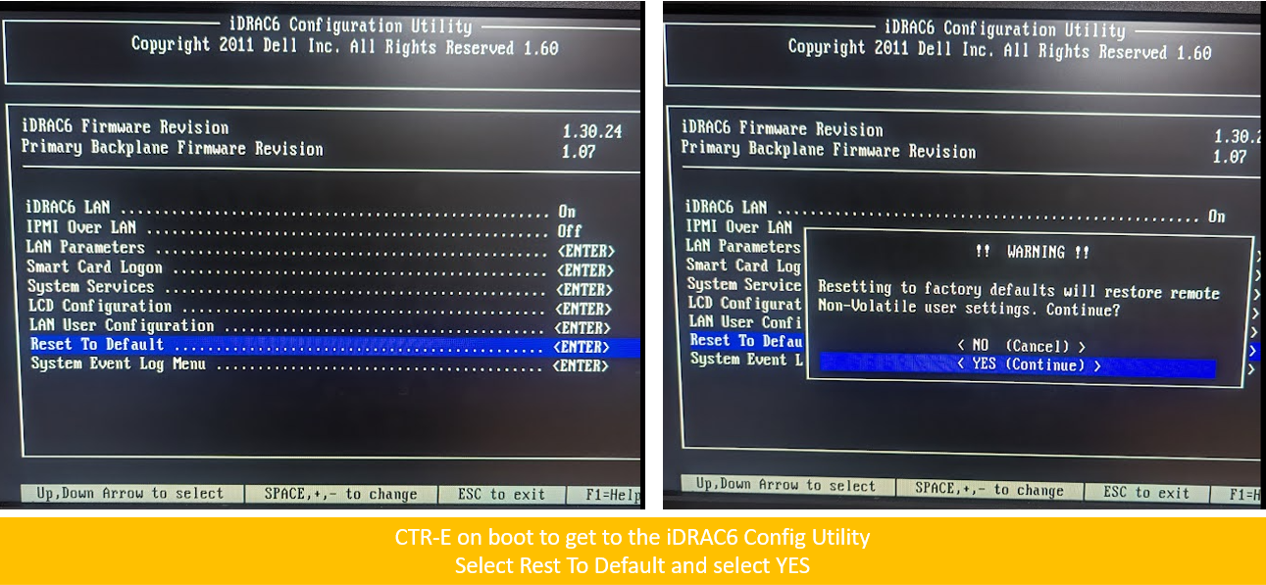 iDRAC6 Configuration Utility
Copyright 2011 Dell Inc. All Rights Reserved 1.60
iDRAC6 Firmware Revision 1.30.24
Primary Backplane Firmware Revision 1.07
iDRAC6 LAN ................................................ On
IPMI Over LAN ............................................. Off
LAN Parameters ............................................ <ENTER>
Smart Card Logon .......................................... <ENTER>
System Services ........................................... <ENTER>
LCD Configuration ......................................... <ENTER>
LAN User Configuration .................................... <ENTER>
Reset To Default .......................................... <ENTER>
System Event Log Menu ..................................... <ENTER>
Up,Down Arrow to select SPACE,+,- to change ESC to exit F1=Help
iDRAC6 Configuration Utility
Copyright 2011 Dell Inc. All Rights Reserved 1.60
iDRAC6 Firmware Revision 1.30.2
Primary Backplane Firmware Revision 1.07
iDRAC6 LAN ................................................ On
IPMI Over LAN
LAN Parameters
Smart Card Log
System Service
LCD Configurat
LAN User Confi
Reset To Defau
System Event L
!! WARNING !!
Resetting to factory defaults will restore remote
Non-Volatile user settings. Continue?
< NO (Cancel) >
< YES (Continue) >
Up,Down Arrow to select SPACE,+,- to change ESC to exit F1=H
CTR-E on boot to get to the iDRAC6 Config Utility
Select Rest To Default and select YES